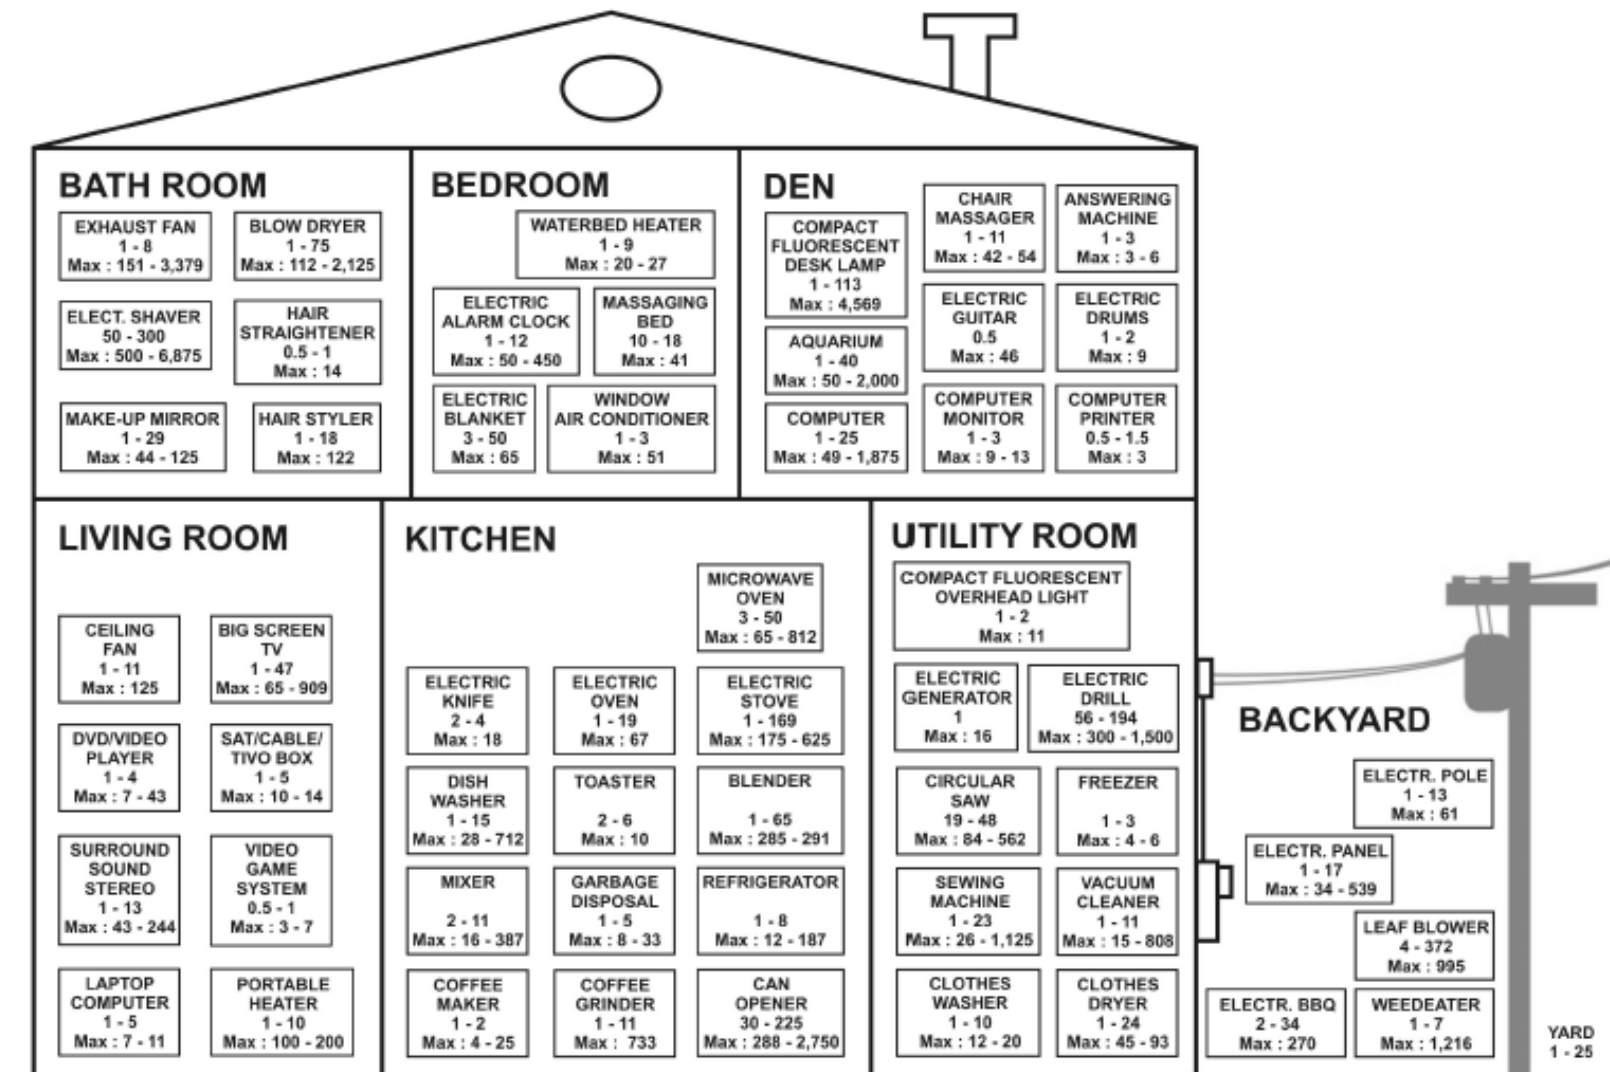 BATH ROOM
EXHAUST FAN
1 - 8
Max : 151 - 3,379
BLOW DRYER
1 - 75
Max : 112 - 2,125
ELECT. SHAVER
50 - 300
Max : 500 - 6,875
HAIR
STRAIGHTENER
0.5 - 1
Max : 14
MAKE-UP MIRROR
1 - 29
Max : 44 - 125
HAIR STYLER
1 - 18
Max : 122
BEDROOM
WATERBED HEATER
1 - 9
Max : 20 - 27
ELECTRIC
ALARM CLOCK
1 - 12
Max : 50 - 450
MASSAGING
BED
10 - 18
Max : 41
ELECTRIC
BLANKET
3 - 50
Max : 65
WINDOW
AIR CONDITIONER
1 - 3
Max : 51
DEN
COMPACT
FLUORESCENT
DESK LAMP
1 - 113
Max : 4,569
CHAIR
MASSAGER
1 - 11
Max : 42 - 54
ANSWERING
MACHINE
1 - 3
Max : 3 - 6
AQUARIUM
1 - 40
Max : 50 - 2,000
ELECTRIC
GUITAR
0.5
Max : 46
ELECTRIC
DRUMS
1 - 2
Max : 9
COMPUTER
1 - 25
Max : 49 - 1,875
COMPUTER
MONITOR
1 - 3
Max : 9 - 13
COMPUTER
PRINTER
0.5 - 1.5
Max : 3
LIVING ROOM
CEILING
FAN
1 - 11
Max : 125
BIG SCREEN
TV
1 - 47
Max : 65 - 909
DVD/VIDEO
PLAYER
1 - 4
Max : 7 - 43
SAT/CABLE/
TIVO BOX
1 - 5
Max : 10 - 14
SURROUND
SOUND
STEREO
1 - 13
Max : 43 - 244
VIDEO
GAME
SYSTEM
0.5 - 1
Max : 3 - 7
LAPTOP
COMPUTER
1 - 5
Max : 7 - 11
PORTABLE
HEATER
1 - 10
Max : 100 - 200
KITCHEN
MICROWAVE
OVEN
3 - 50
Max : 65 - 812
ELECTRIC
KNIFE
2 - 4
Max : 18
ELECTRIC
OVEN
1 - 19
Max : 67
ELECTRIC
STOVE
1 - 169
Max : 175 - 625
DISH
WASHER
1 - 15
Max : 28 - 712
TOASTER
2 - 6
Max : 10
BLENDER
1 - 65
Max : 285 - 291
MIXER
2 - 11
Max : 16 - 387
GARBAGE
DISPOSAL
1 - 5
Max : 8 - 33
REFRIGERATOR
1 - 8
Max : 12 - 187
COFFEE
MAKER
1 - 2
Max : 4 - 25
COFFEE
GRINDER
1 - 11
Max : 733
CAN
OPENER
30 - 225
Max : 288 - 2,750
UTILITY ROOM
COMPACT FLUORESCENT
OVERHEAD LIGHT
1 - 2
Max : 11
ELECTRIC
GENERATOR
1
Max : 16
ELECTRIC
DRILL
56 - 194
Max : 300 - 1,500
CIRCULAR
SAW
19 - 48
Max : 84 - 562
FREEZER
1 - 3
Max : 4 - 6
SEWING
MACHINE
1 - 23
Max : 26 - 1,125
VACUUM
CLEANER
1 - 11
Max : 15 - 808
CLOTHES
WASHER
1 - 10
Max : 12 - 20
CLOTHES
DRYER
1 - 24
Max : 45 - 93
BACKYARD
ELECTR. POLE
1 - 13
Max : 61
ELECTR. PANEL
1 - 17
Max : 34 - 539
LEAF BLOWER
4 - 372
Max : 995
ELECTR. BBQ
2 - 34
Max : 270
WEEDEATER
1 - 7
Max : 1,216
YARD
1 - 25